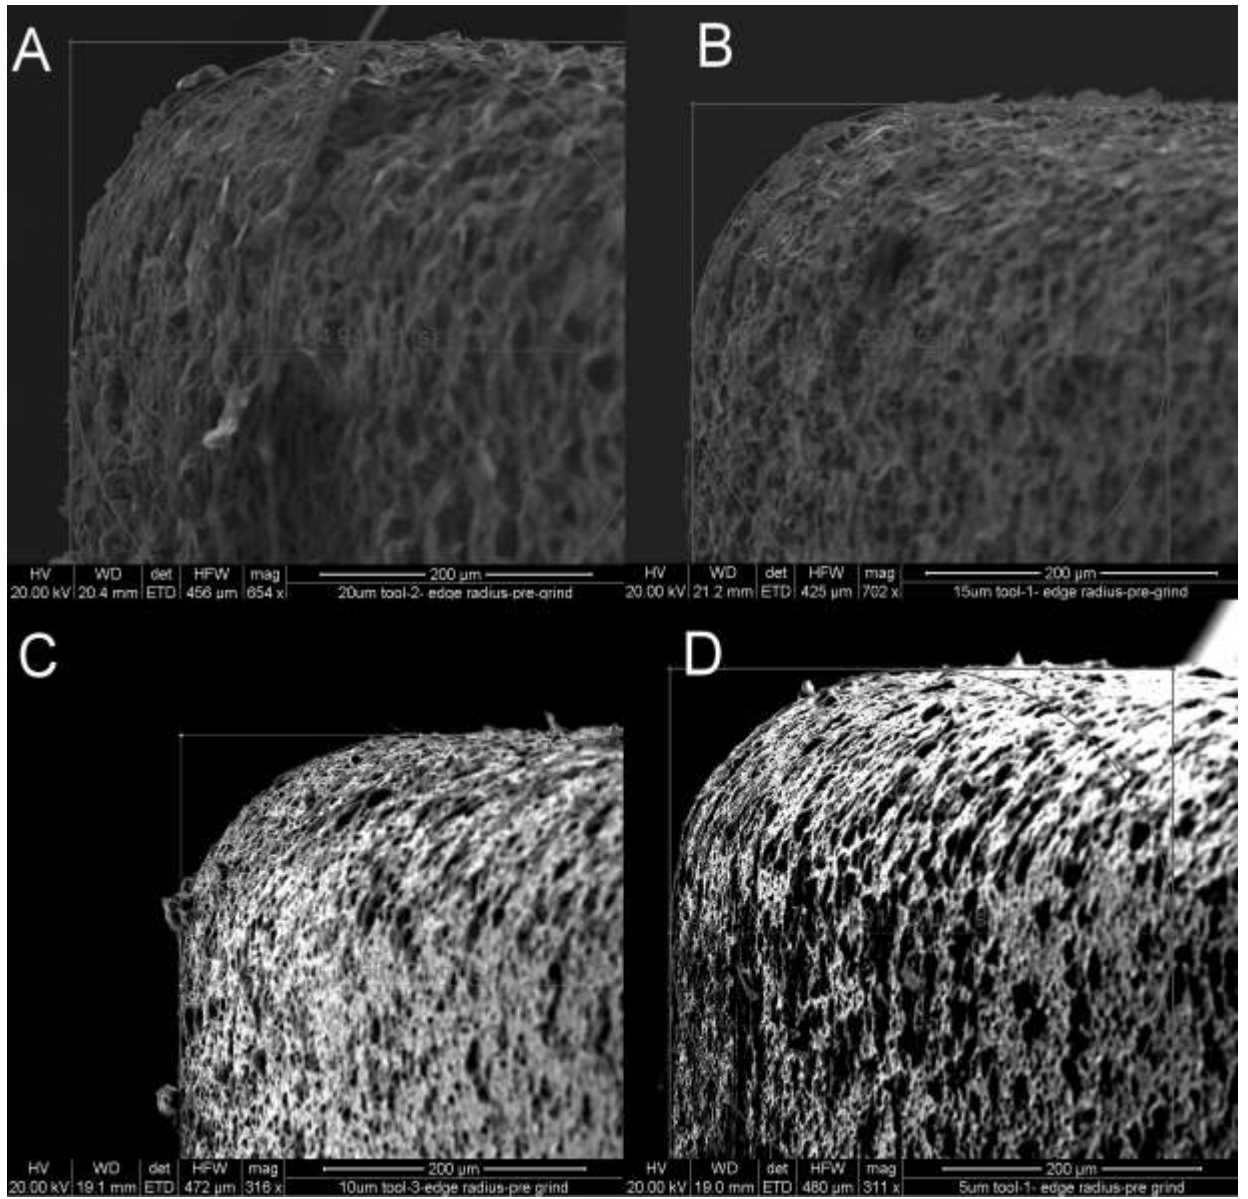 A
B
HV WD det HFW mag 200 µm
20.00 kV 20.4 mm ETD 456 µm 654 x 20um tool-2- edge radius-pre-grind
HV WD det HFW mag 200 µm
20.00 kV 21.2 mm ETD 425 µm 702 x 15um tool-1- edge radius-pre-grind
C
D
HV WD det HFW mag 200 µm
20.00 kV 19.1 mm ETD 472 µm 316 x 10um tool-3-edge radius-pre grind
HV WD det HFW mag 200 µm
20.00 kV 19.0 mm ETD 480 µm 311 x 5um tool-1- edge radius-pre grind